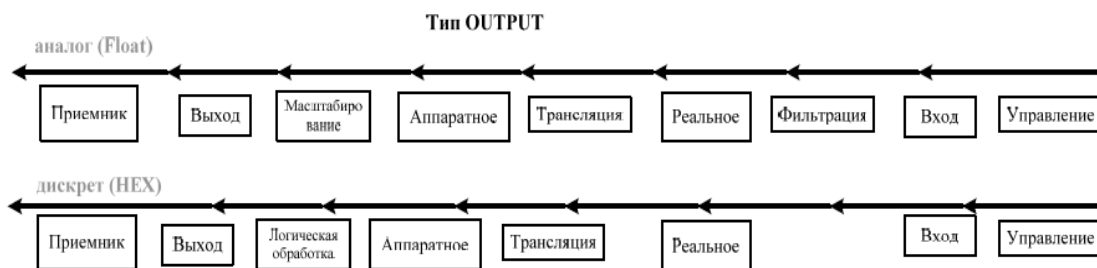 Тип OUTPUT
аналог (Float)
Приемник
Выход
Масштабиро
вание
Аппаратное
Трансляция
Реальное
Фильтрация
Вход
Управление
дискрет (HEX)
Приемник
Выход
Логическая
обработка
Аппаратное
Трансляция
Реальное
Вход
Управление